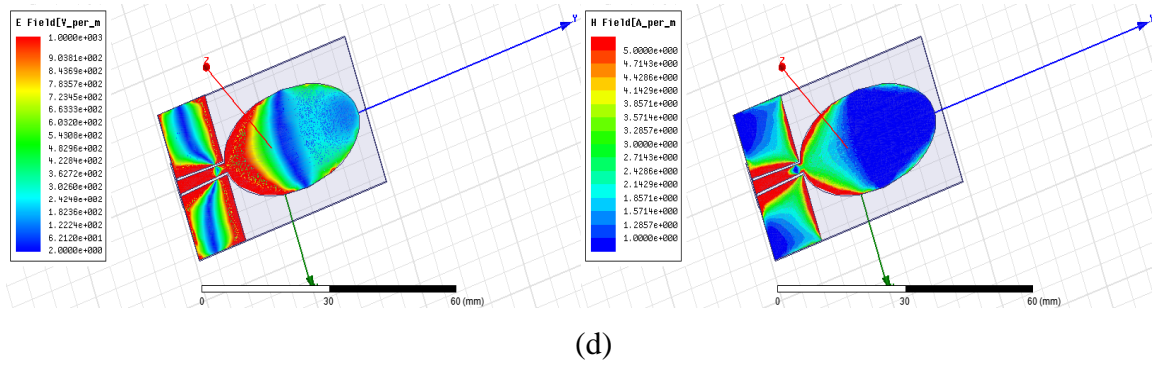 E Field[V_per_m
1.0000e+003
9.0381e+002
8.4369e+002
7.8357e+002
7.2345e+002
6.6333e+002
6.0320e+002
5.4308e+002
4.8296e+002
4.2284e+002
3.6272e+002
3.0260e+002
2.4248e+002
1.8236e+002
1.2224e+002
6.2120e+001
2.0000e+000
Z
Y
0
30
60 (mm)
H Field[A_per_m
5.0000e+000
4.7143e+000
4.4286e+000
3.8571e+000
3.5714e+000
3.2857e+000
3.0000e+000
2.7143e+000
2.4286e+000
2.1429e+000
1.8571e+000
1.5714e+000
1.2857e+000
1.0000e+000
Z
Y
0
30
60 (mm)
(d)